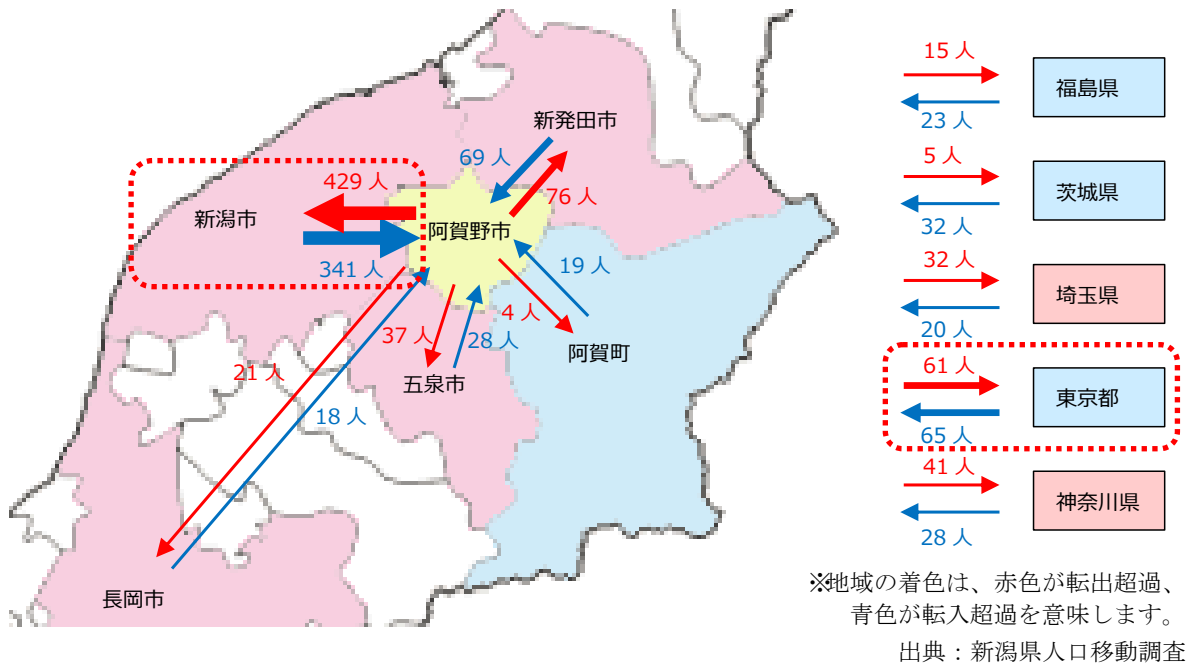 新発田市
69 人
76 人
429 人
新潟市
阿賀野市
341 人
19 人
4 人
37 人
28 人
阿賀町
五泉市
21 人
18 人
長岡市
15 人
福島県
23 人
5 人
茨城県
32 人
32 人
埼玉県
20 人
61 人
東京都
65 人
41 人
神奈川県
28 人
※地域の着色は、赤色が転出超過、
青色が転入超過を意味します。
出典：新潟県人口移動調査